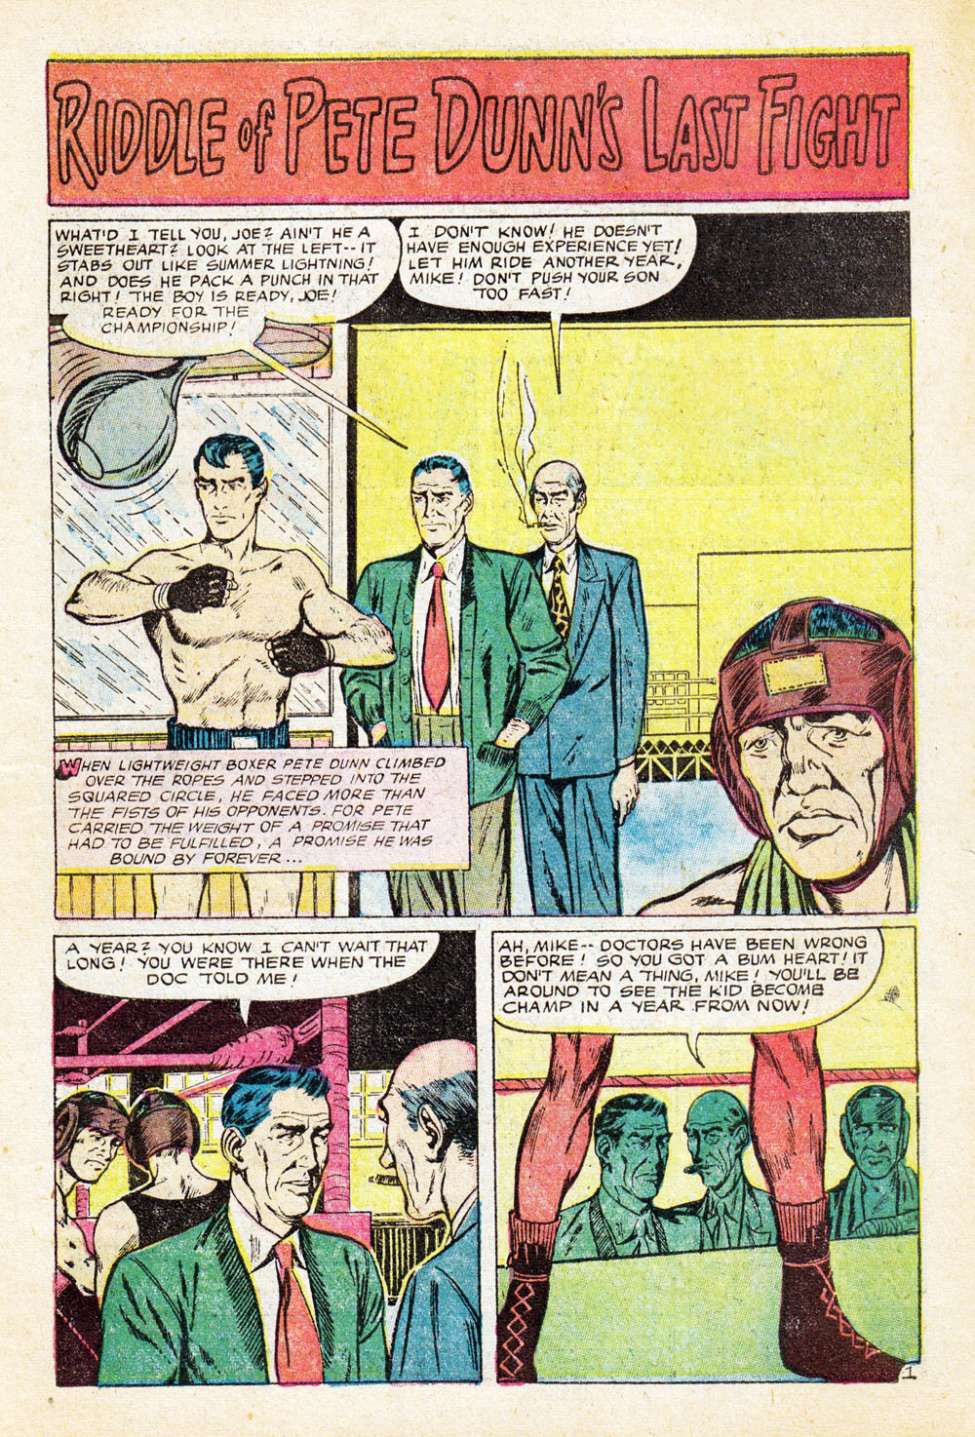 RIDDLE of PETE DUNN'S LAST FIGHT
WHAT'D I TELL YOU, JOE? AIN'T HE A
SWEETHEART? LOOK AT THE LEFT--IT
STABS OUT LIKE SUMMER LIGHTNING!
AND DOES HE PACK A PUNCH IN THAT
RIGHT! THE BOY IS READY, JOE!
READY FOR THE
CHAMPIONSHIP!
I DON'T KNOW! HE DOESN'T
HAVE ENOUGH EXPERIENCE YET!
LET HIM RIDE ANOTHER YEAR,
MIKE! DON'T PUSH YOUR SON
TOO FAST!
WHEN LIGHTWEIGHT BOXER PETE DUNN CLIMBED
OVER THE ROPES AND STEPPED INTO THE
SQUARED CIRCLE, HE FACED MORE THAN
THE FISTS OF HIS OPPONENTS. FOR PETE
CARRIED THE WEIGHT OF A PROMISE THAT
HAD TO BE FULFILLED, A PROMISE HE WAS
BOUND BY FOREVER...
A YEAR? YOU KNOW I CAN'T WAIT THAT
LONG! YOU WERE THERE WHEN THE
DOC TOLD ME!
AH, MIKE-- DOCTORS HAVE BEEN WRONG
BEFORE! SO YOU GOT A BUM HEART! IT
DON'T MEAN A THING, MIKE! YOU'LL BE
AROUND TO SEE THE KID BECOME
CHAMP IN A YEAR FROM NOW!
1